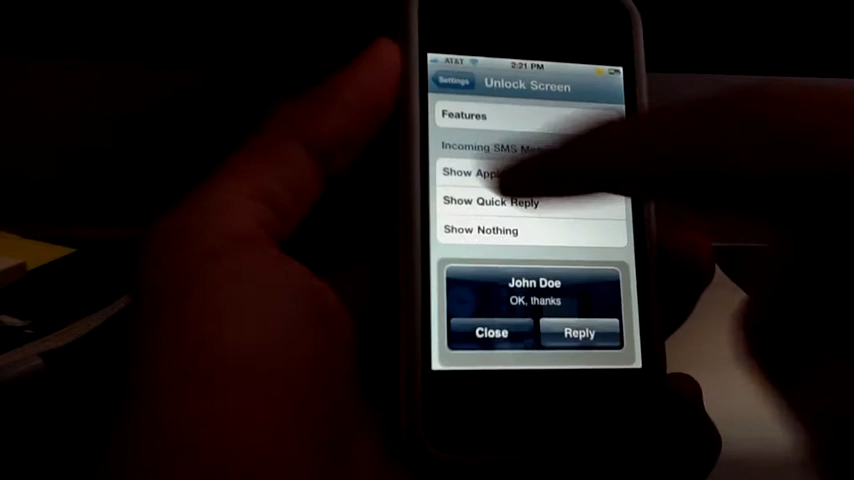 AT&T 2:21 PM
Settings Unlock Screen
Features
Incoming SMS
Show
Show Quick Reply
Show Nothing
John Doe
OK, thanks
Close Reply